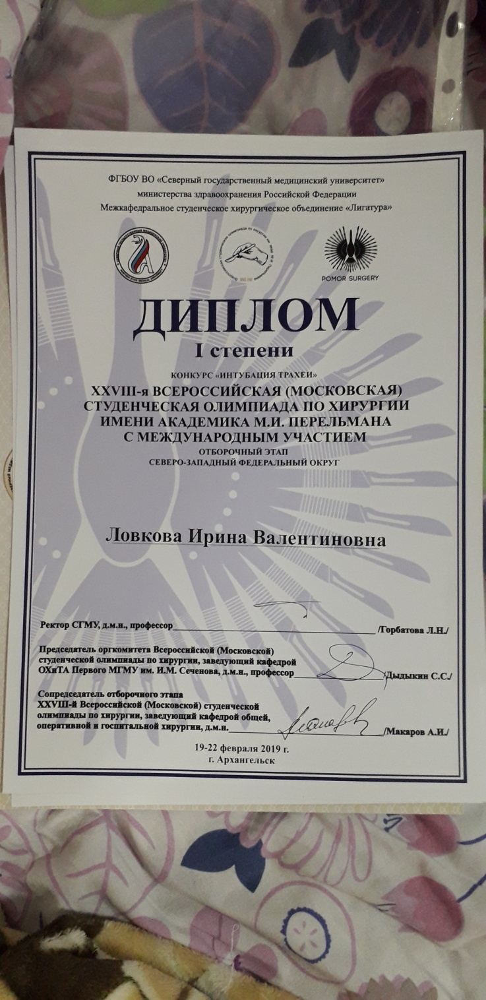 ФГБОУ ВО «Северный государственный медицинский университет»
министерства здравоохранения Российской Федерации
Межкафедральное студенческое хирургическое объединение «Лигатура»
POMOR SURGERY
ДИПЛОМ
I степени
КОНКУРС «ИНТУБАЦИЯ ТРАХЕИ»
XXVIII-я ВСЕРОССИЙСКАЯ (МОСКОВСКАЯ)
СТУДЕНЧЕСКАЯ ОЛИМПИАДА ПО ХИРУРГИИ
ИМЕНИ АКАДЕМИКА М.И. ПЕРЕЛЬМАНА
С МЕЖДУНАРОДНЫМ УЧАСТИЕМ
ОТБОРОЧНЫЙ ЭТАП
СЕВЕРО-ЗАПАДНЫЙ ФЕДЕРАЛЬНЫЙ ОКРУГ
Ловкова Ирина Валентиновна
Ректор СГМУ, д.м.н., профессор /Горбатова Л.Н./
Председатель оргкомитета Всероссийской (Московской)
студенческой олимпиады по хирургии, заведующий кафедрой
ОХиТА Первого МГМУ им. И.М. Сеченова, д.м.н., профессор /Дыдыкин С.С./
Сопредседатель отборочного этапа
XXVIII-й Всероссийской (Московской) студенческой
олимпиады по хирургии, заведующий кафедрой общей,
оперативной и госпитальной хирургии, д.м.н. /Макаров А.И./
19-22 февраля 2019 г.
г. Архангельск